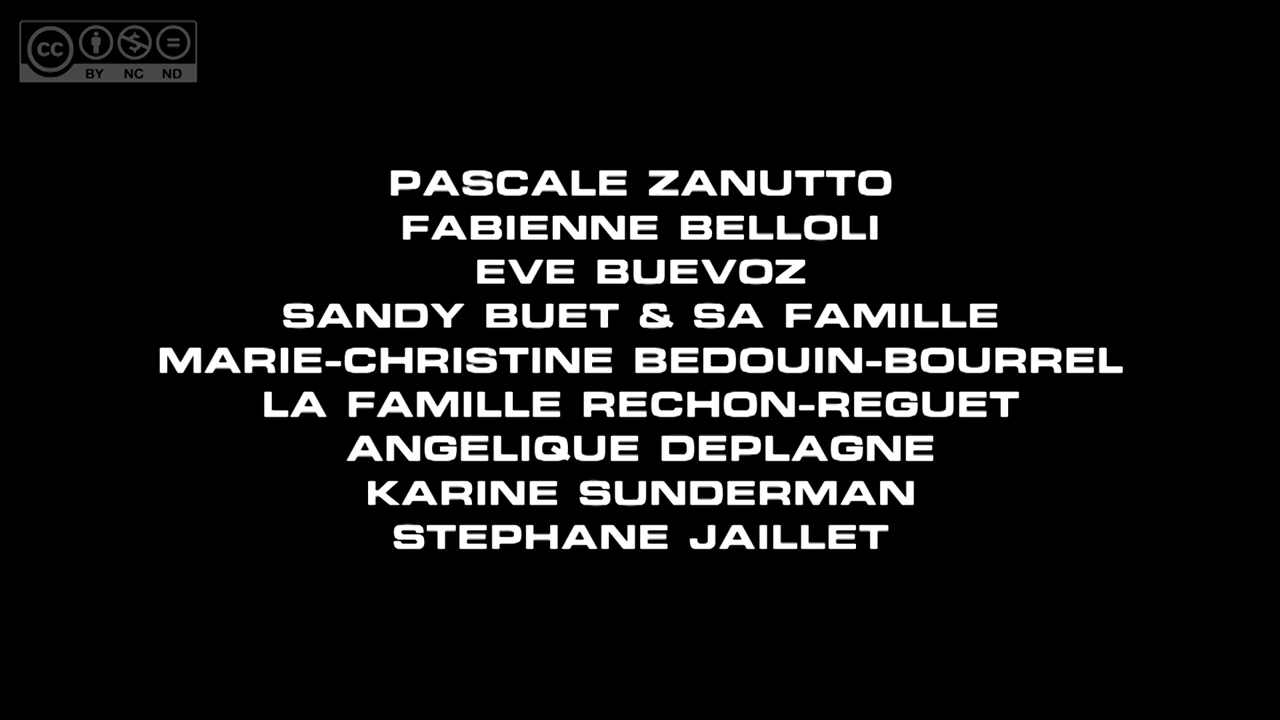 cc
BY NC ND
PASCALE ZANUTTO
FABIENNE BELLOLI
EVE BUEVOZ
SANDY BUET & SA FAMILLE
MARIE-CHRISTINE BEDOUIN-BOURREL
LA FAMILLE RECHON-REGUET
ANGELIQUE DEPLAGNE
KARINE SUNDERMAN
STEPHANE JAILLET